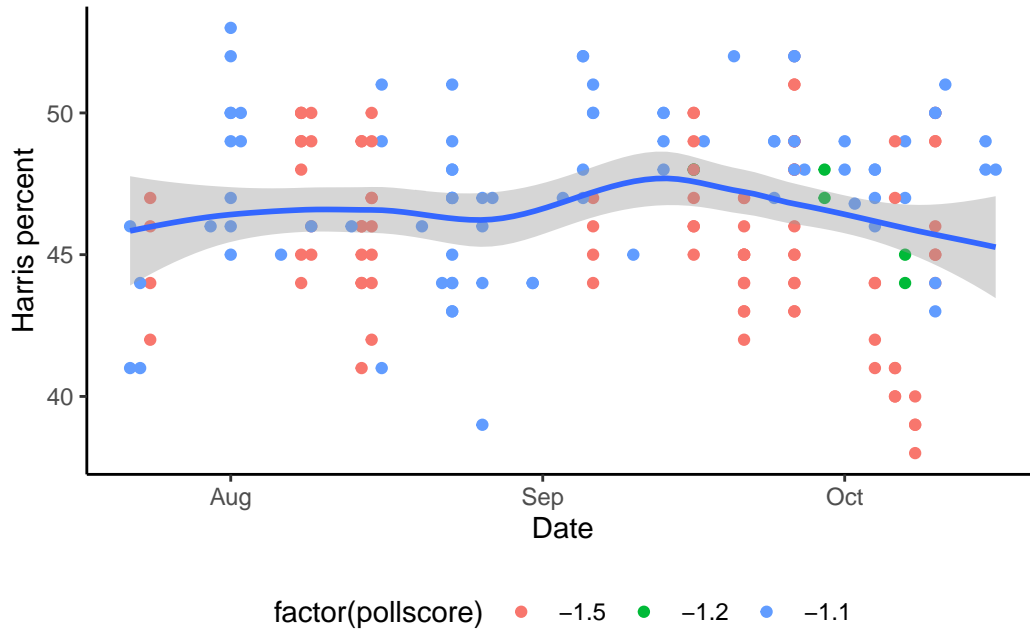 50
45
40
Harris percent
Aug Sep Oct
Date
factor(pollscore) −1.5 −1.2 −1.1